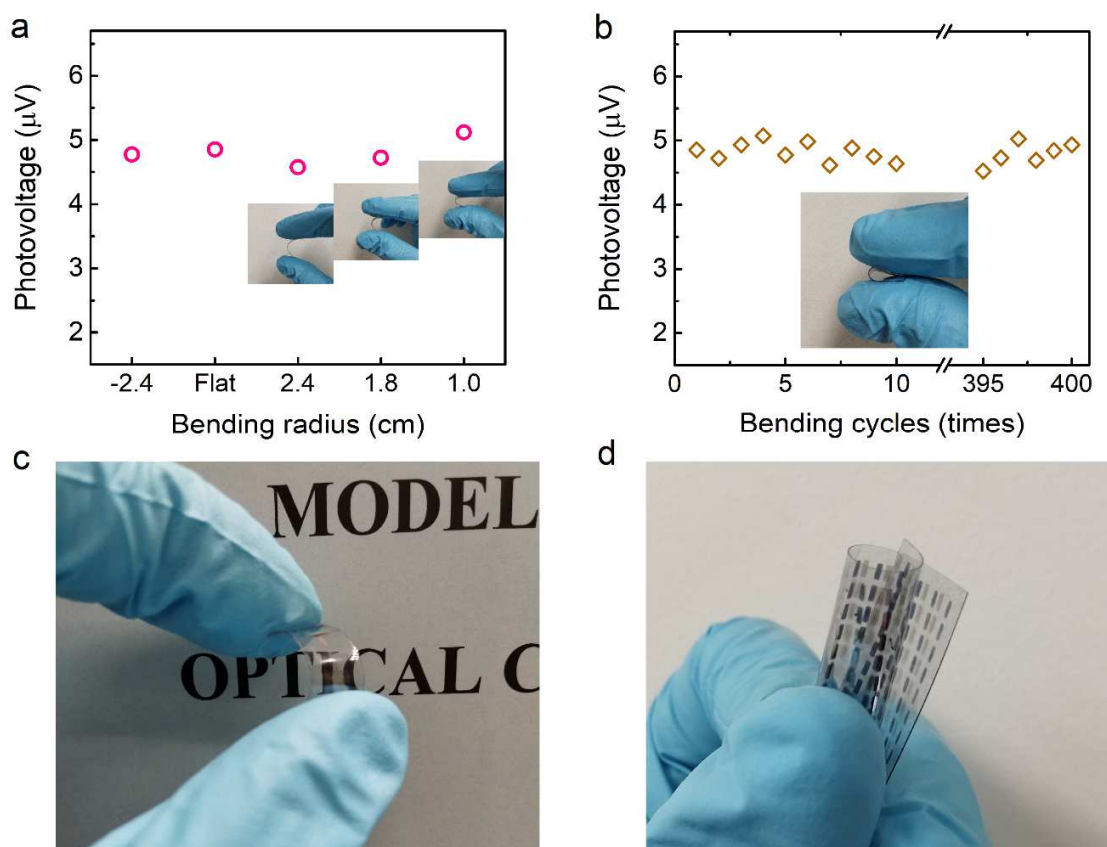 a
Photovoltage (μV)
6
5
4
3
2
-2.4 Flat 2.4 1.8 1.0
Bending radius (cm)
b
Photovoltage (μV)
6
5
4
3
2
0 5 10 395 400
Bending cycles (times)
c
MODEL
OPTICAL C
d